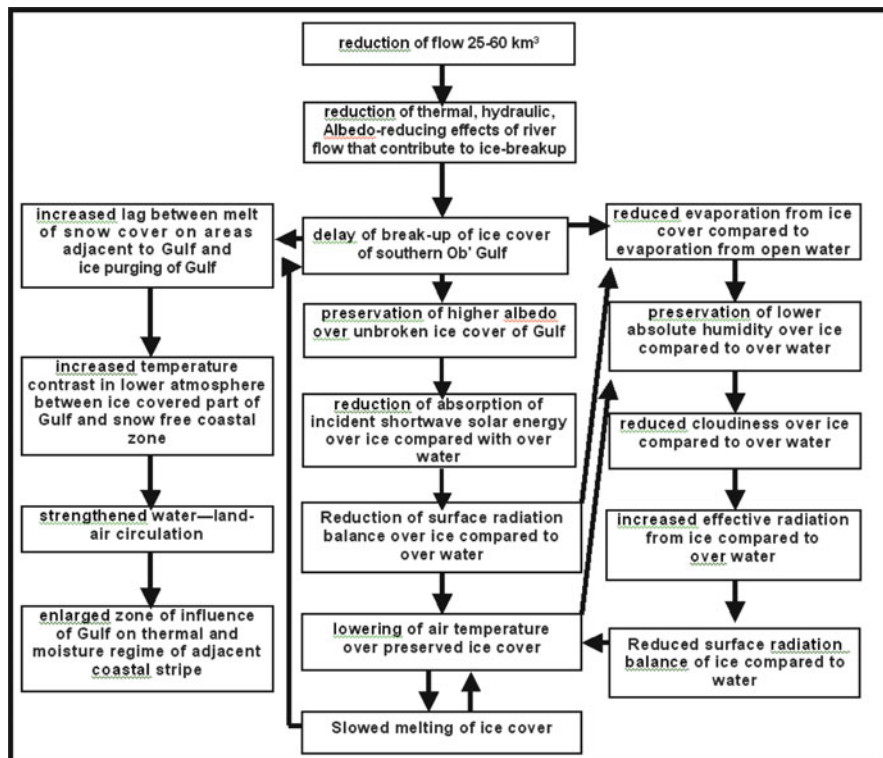 reduction of flow 25-60 km³
reduction of thermal, hydraulic,
Albedo-reducing effects of river
flow that contribute to ice-breakup
increased lag between melt
of snow cover on areas
adjacent to Gulf and
ice purging of Gulf
delay of break-up of ice cover
of southern Ob' Gulf
reduced evaporation from ice
cover compared to
evaporation from open water
preservation of higher albedo
over unbroken ice cover of Gulf
preservation of lower
absolute humidity over ice
compared to over water
increased temperature
contrast in lower atmosphere
between ice covered part of
Gulf and snow free coastal
zone
reduction of absorption of
incident shortwave solar energy
over ice compared with over
water
reduced cloudiness over ice
compared to over water
strengthened water—land-
air circulation
Reduction of surface radiation
balance over ice compared to
over water
increased effective radiation
from ice compared to
over water
enlarged zone of influence
of Gulf on thermal and
moisture regime of adjacent
coastal stripe
lowering of air temperature
over preserved ice cover
Reduced surface radiation
balance of ice compared to
water
Slowed melting of ice cover